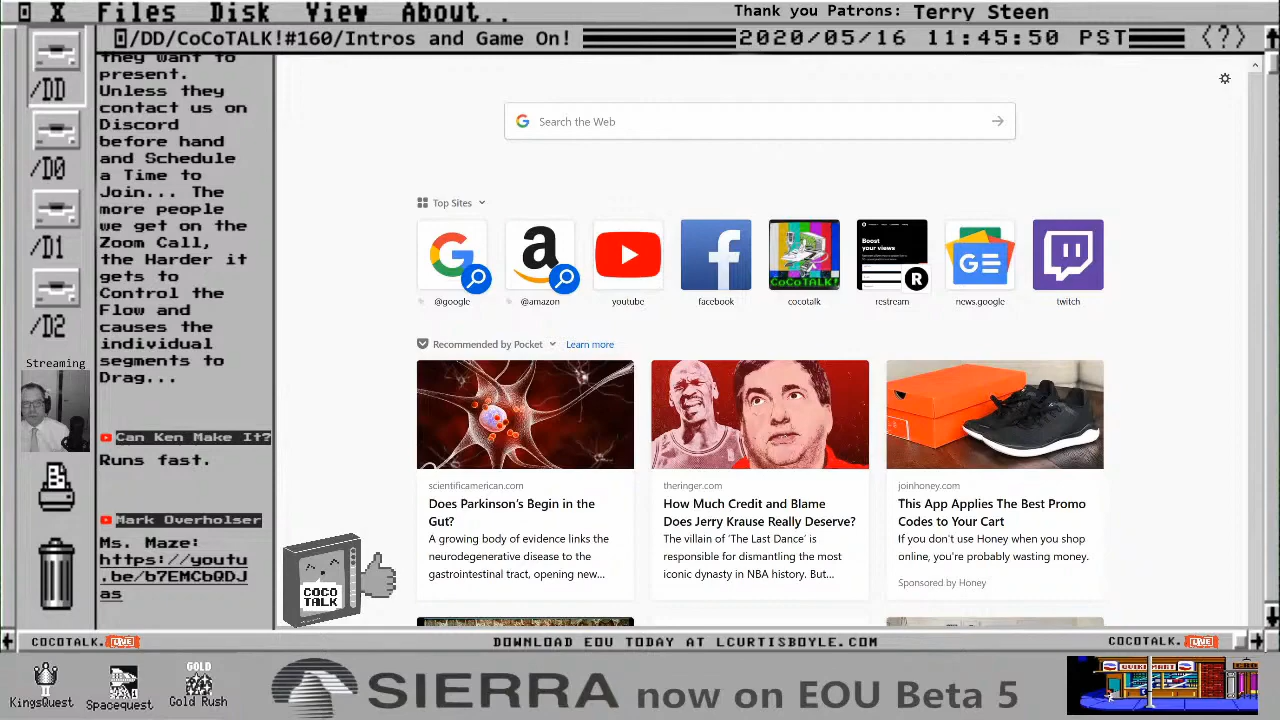 X Files Disk View About..
Thank you Patrons: Terry Steen
/DD/CoCoTALK!#160/Intros and Game On!
2020/05/16 11:45:50 PST
<?>
/DD
/D0
/D1
/D2
Streaming
they want to
present.
Unless they
contact us on
Discord
before hand
and Schedule
a Time to
Join... The
more people
we get on the
Zoom Call,
the Harder it
gets to
Control the
Flow and
causes the
individual
segments to
Drag...
Can Ken Make It?
Runs fast.
Mark Overholser
Ms. Maze:
https://youtu
.be/b7EMCbQDJ
as
Search the Web
Top Sites
@google
@amazon
youtube
facebook
CoCoTALK!
cocotalk
Boost
your views
R
restream
news.google
twitch
Recommended by Pocket
Learn more
scientificamerican.com
Does Parkinson's Begin in the
Gut?
A growing body of evidence links the
neurodegenerative disease to the
gastrointestinal tract, opening new...
theringer.com
How Much Credit and Blame
Does Jerry Krause Really Deserve?
The villain of 'The Last Dance' is
responsible for dismantling the most
iconic dynasty in NBA history. But...
joinhoney.com
This App Applies The Best Promo
Codes to Your Cart
If you don't use Honey when you shop
online, you're probably wasting money.
Sponsored by Honey
COCO
TALK
COCOTALK.LIVE
DOWNLOAD EOU TODAY AT LCURTISBOYLE.COM
COCOTALK.LIVE
KingsQuest
Spacequest
GOLD
RUSH
Gold Rush
SIERRA now on EOU Beta 5
QUIKI MART